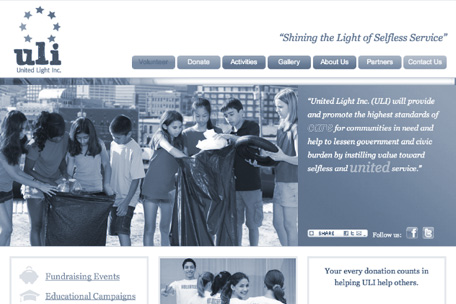 uli
United Light Inc.
"Shining the Light of Selfless Service"
Volunteer Donate Activities Gallery About Us Partners Contact Us
"United Light Inc. (ULI) will provide
and promote the highest standards of
care for communities in need and
help to lessen government and civic
burden by instilling value toward
selfless and united service."
SHARE
Follow us:
Fundraising Events
Educational Campaigns
Your every donation counts in
helping ULI help others.